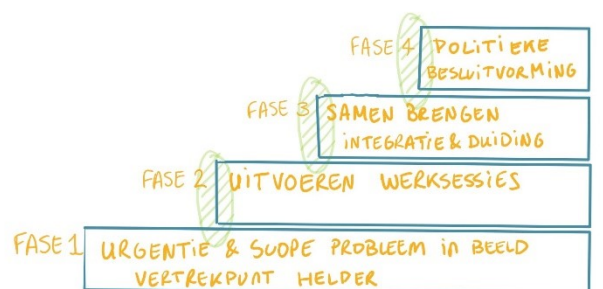 FASE 4 POLITIEKE
BESLUITVORMING
FASE 3 SAMEN BRENGEN
INTEGRATIE & DUIDING
FASE 2 UITVOEREN WERKSESSIES
FASE 1 URGENTIE & SCOPE PROBLEEM in BEELD
VERTREKPUNT HELDER